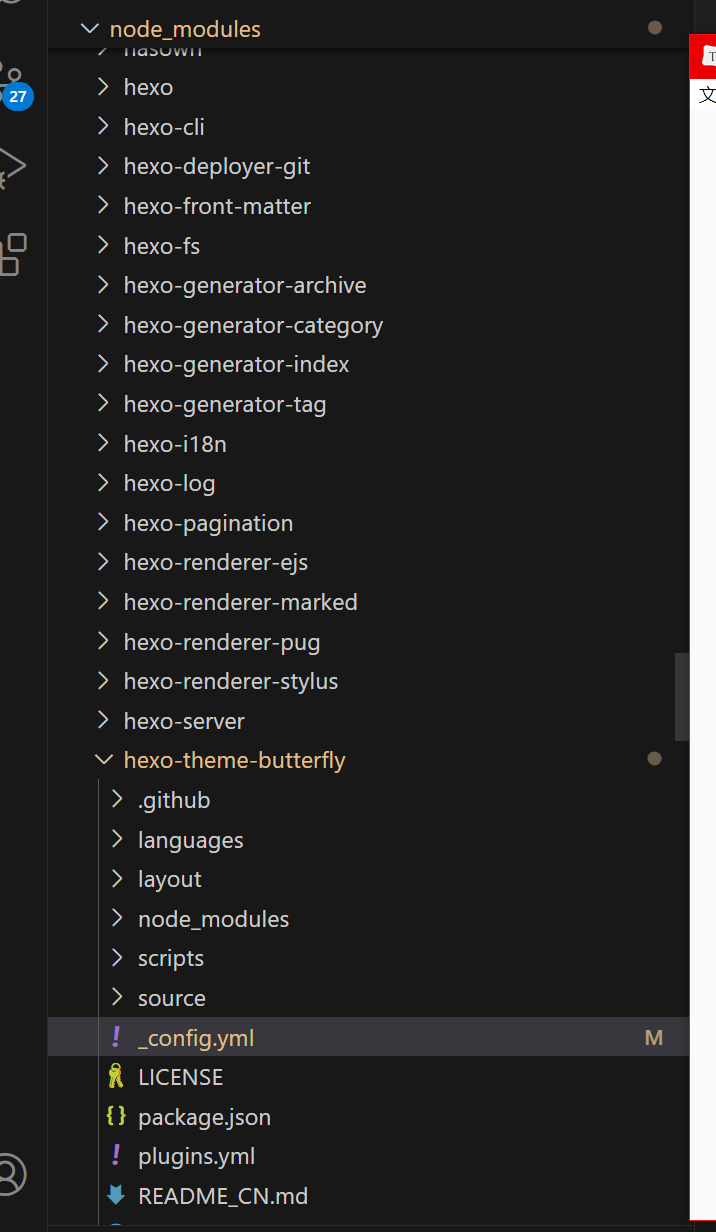 node_modules
hasown
27
hexo
hexo-cli
hexo-deployer-git
hexo-front-matter
hexo-fs
hexo-generator-archive
hexo-generator-category
hexo-generator-index
hexo-generator-tag
hexo-i18n
hexo-log
hexo-pagination
hexo-renderer-ejs
hexo-renderer-marked
hexo-renderer-pug
hexo-renderer-stylus
hexo-server
hexo-theme-butterfly
.github
languages
layout
node_modules
scripts
source
_config.yml M
LICENSE
package.json
plugins.yml
README_CN.md
T
文